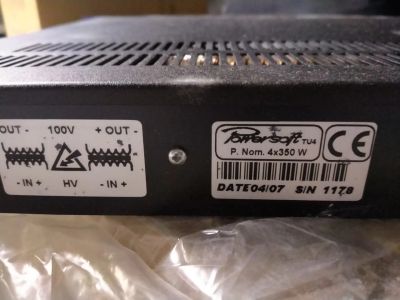 OUT - 100V + OUT -
- IN + HV - IN +
Powersoft TU4
P. Nom. 4x350 W
CE
DATE04/07 S/N 1178